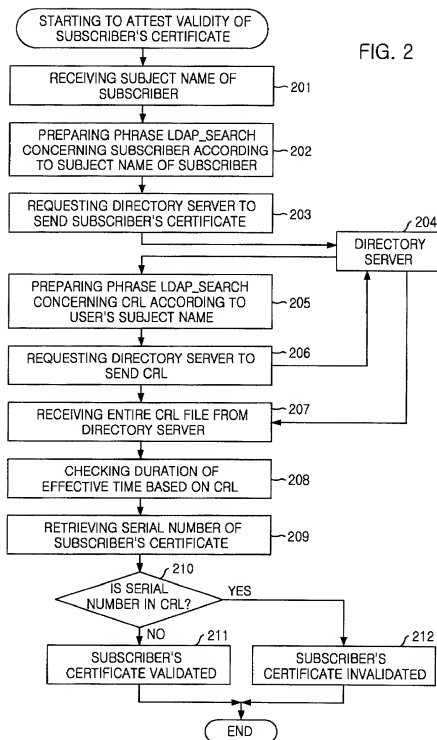 STARTING TO ATTEST VALIDITY OF
SUBSCRIBER'S CERTIFICATE
FIG. 2
RECEIVING SUBJECT NAME OF
SUBSCRIBER
201
PREPARING PHRASE LDAP_SEARCH
CONCERNING SUBSCRIBER ACCORDING
TO SUBJECT NAME OF SUBSCRIBER
202
REQUESTING DIRECTORY SERVER TO
SEND SUBSCRIBER'S CERTIFICATE
203
204
DIRECTORY
SERVER
PREPARING PHRASE LDAP_SEARCH
CONCERNING CRL ACCORDING TO
USER'S SUBJECT NAME
205
REQUESTING DIRECTORY SERVER TO
SEND CRL
206
RECEIVING ENTIRE CRL FILE FROM
DIRECTORY SERVER
207
CHECKING DURATION OF
EFFECTIVE TIME BASED ON CRL
208
RETRIEVING SERIAL NUMBER OF
SUBSCRIBER'S CERTIFICATE
209
210
IS SERIAL
NUMBER IN CRL?
YES
NO
211
SUBSCRIBER'S
CERTIFICATE VALIDATED
212
SUBSCRIBER'S
CERTIFICATE INVALIDATED
END